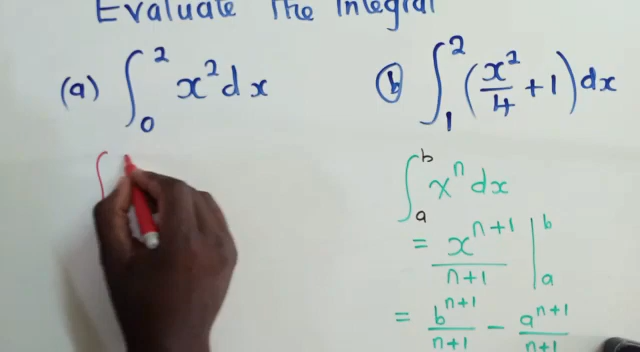 Evaluate The Integral
(a) ∫₀² x² dx
(b) ∫₁² (x²/4 + 1) dx
∫ₐᵇ xⁿ dx
= xⁿ⁺¹/n+1 |ₐᵇ
= bⁿ⁺¹/n+1 − aⁿ⁺¹/n+1